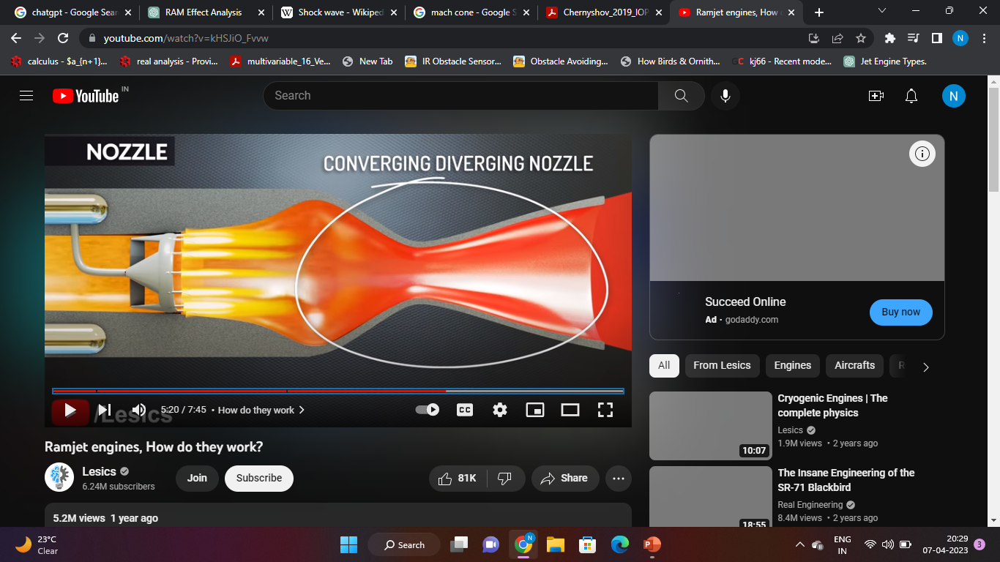 chatgpt - Google Sear
RAM Effect Analysis
Shock wave - Wikiped
mach cone - Google S
Chernyshov_2019_IOP
Ramjet engines, How
youtube.com/watch?v=kHSJiO_Fvvw
calculus - $a_{n+1}...
real analysis - Provi...
multivariable_16_Ve...
New Tab
IR Obstacle Sensor...
Obstacle Avoiding...
How Birds & Ornith...
GC kj66 - Recent mode...
Jet Engine Types.
YouTube IN
Search
N
NOZZLE
CONVERGING DIVERGING NOZZLE
/Lesics
5:20 / 7:45 • How do they work
CC
Ramjet engines, How do they work?
Lesics
6.24M subscribers
Join
Subscribe
81K
Share
5.2M views 1 year ago
Succeed Online
Ad · godaddy.com
Buy now
All
From Lesics
Engines
Aircrafts
Cryogenic Engines | The
complete physics
Lesics
1.9M views • 2 years ago
10:07
The Insane Engineering of the
SR-71 Blackbird
Real Engineering
8.4M views • 2 years ago
18:55
23°C
Clear
Search
ENG
IN
20:29
07-04-2023
3